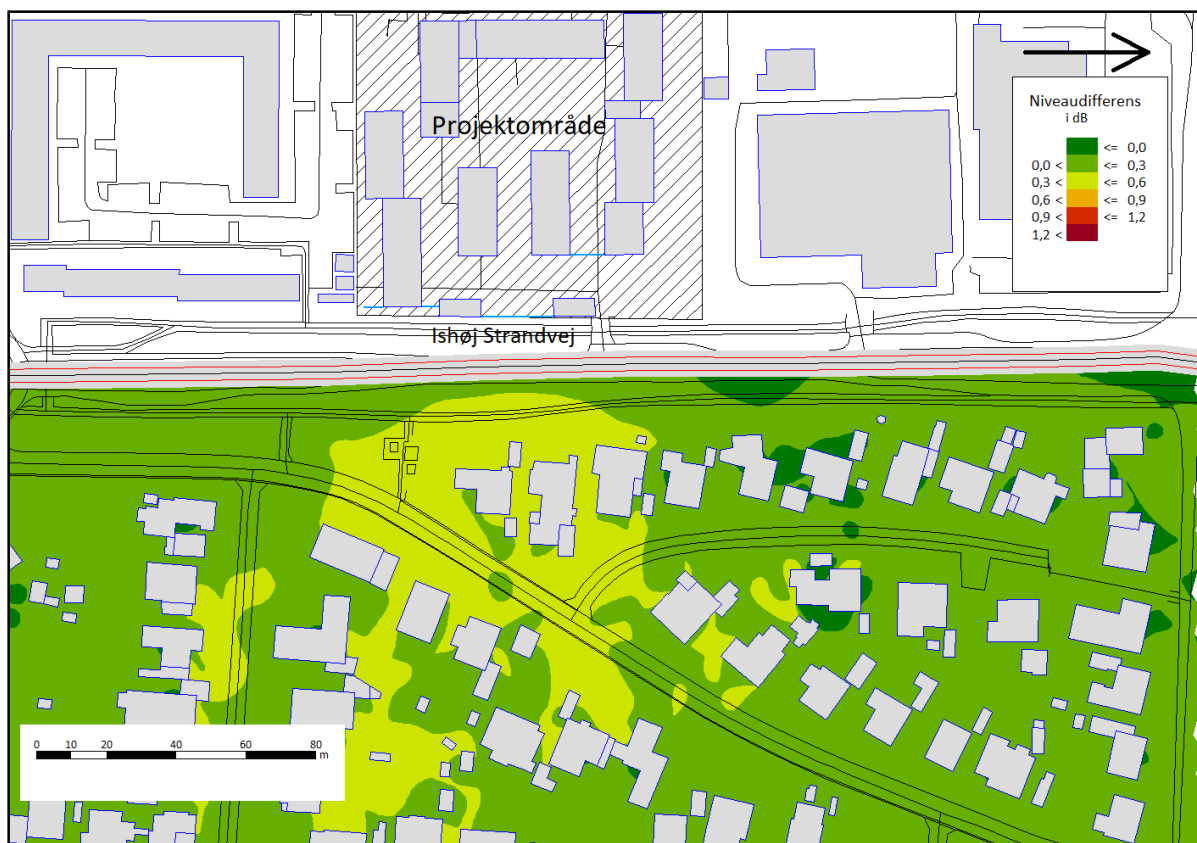 Projektområde
Ishøj Strandvej
Niveaudifferens
i dB
<= 0,0
0,0 < <= 0,3
0,3 < <= 0,6
0,6 < <= 0,9
0,9 < <= 1,2
1,2 <
0 10 20 40 60 80
m